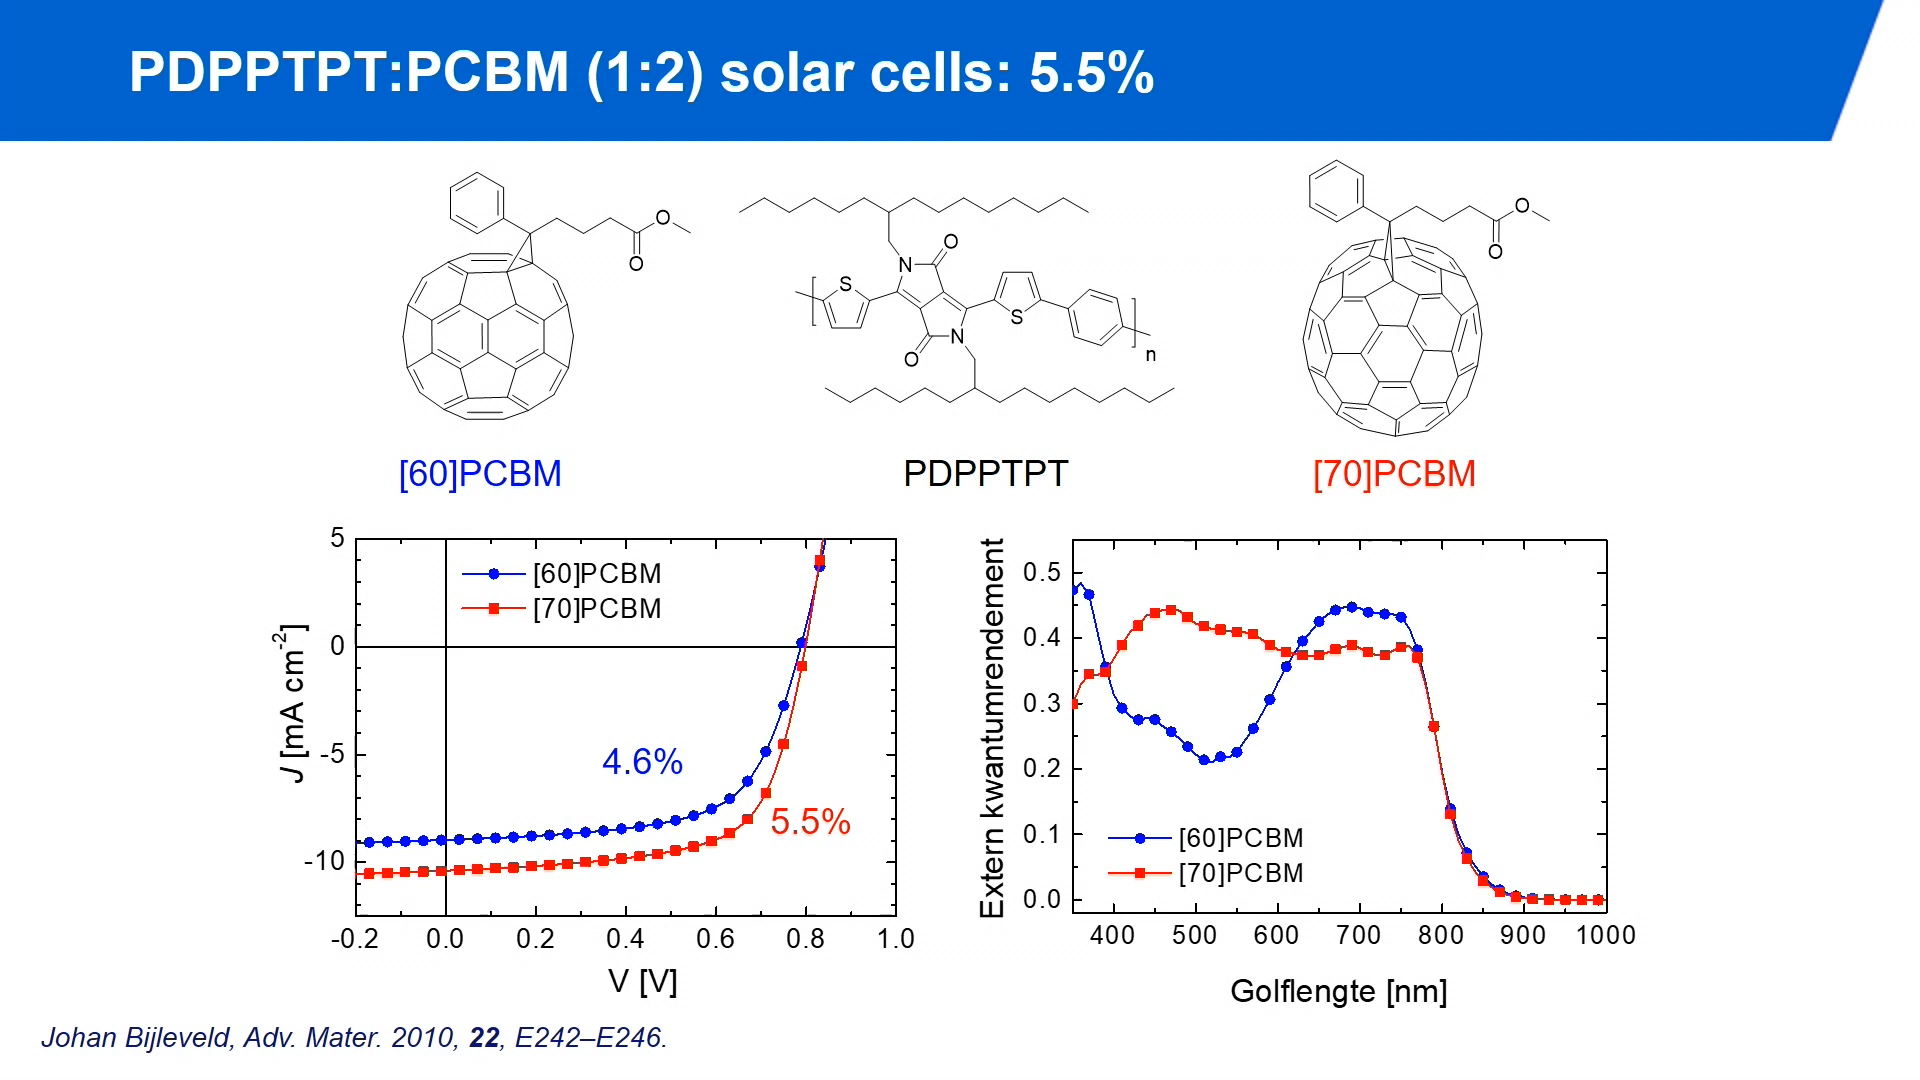 PDPPTPT:PCBM (1:2) solar cells: 5.5%
O
O
[60]PCBM
N
O
S
S
O
N
n
PDPPTPT
O
O
[70]PCBM
J [mA cm-2]
5
0
-5
-10
[60]PCBM
[70]PCBM
4.6%
5.5%
-0.2 0.0 0.2 0.4 0.6 0.8 1.0
V [V]
Extern kwantumrendement
0.5
0.4
0.3
0.2
0.1
0.0
[60]PCBM
[70]PCBM
400 500 600 700 800 900 1000
Golflengte [nm]
Johan Bijleveld, Adv. Mater. 2010, 22, E242–E246.